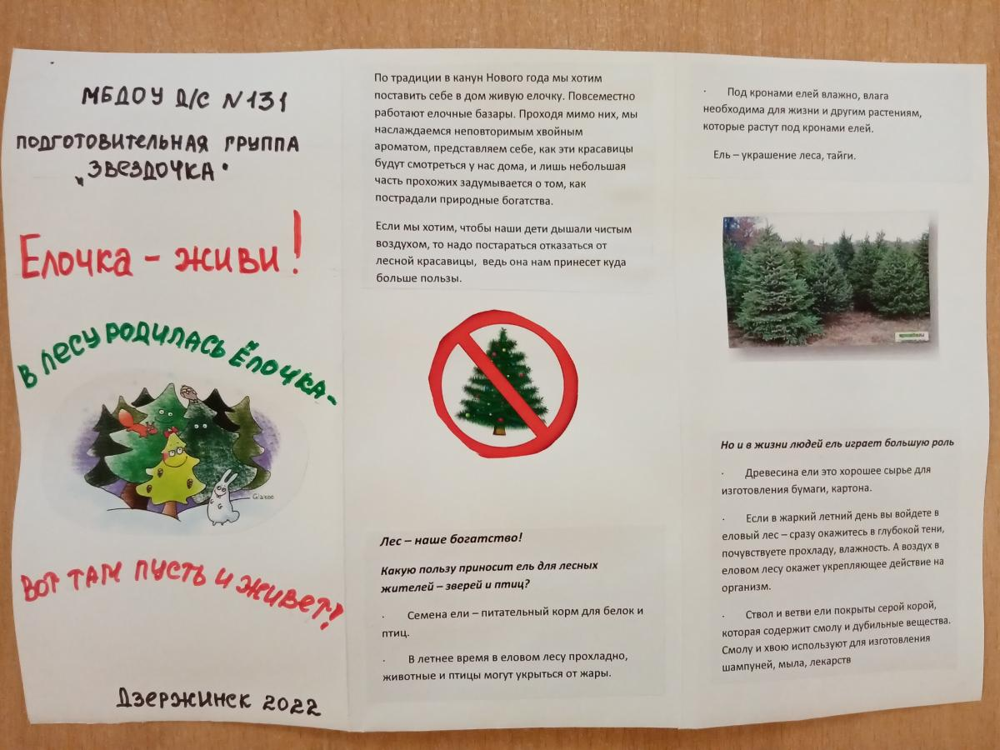 МБДОУ Д/С №131
ПОДГОТОВИТЕЛЬНАЯ ГРУППА
„ЗВЕЗДОЧКА"
Елочка - живи!
В лесу родилась Ёлочка-
Вот там пусть и живет!
Дзержинск 2022
По традиции в канун Нового года мы хотим
поставить себе в дом живую елочку. Повсеместно
работают елочные базары. Проходя мимо них, мы
наслаждаемся неповторимым хвойным
ароматом, представляем себе, как эти красавицы
будут смотреться у нас дома, и лишь небольшая
часть прохожих задумывается о том, как
пострадали природные богатства.
Если мы хотим, чтобы наши дети дышали чистым
воздухом, то надо постараться отказаться от
лесной красавицы, ведь она нам принесет куда
больше пользы.
Лес – наше богатство!
Какую пользу приносит ель для лесных
жителей – зверей и птиц?
· Семена ели – питательный корм для белок и
птиц.
· В летнее время в еловом лесу прохладно,
животные и птицы могут укрыться от жары.
· Под кронами елей влажно, влага
необходима для жизни и другим растениям,
которые растут под кронами елей.
Ель – украшение леса, тайги.
Но и в жизни людей ель играет большую роль
· Древесина ели это хорошее сырье для
изготовления бумаги, картона.
· Если в жаркий летний день вы войдете в
еловый лес – сразу окажитесь в глубокой тени,
почувствуете прохладу, влажность. А воздух в
еловом лесу окажет укрепляющее действие на
организм.
· Ствол и ветви ели покрыты серой корой,
которая содержит смолу и дубильные вещества.
Смолу и хвою используют для изготовления
шампуней, мыла, лекарств